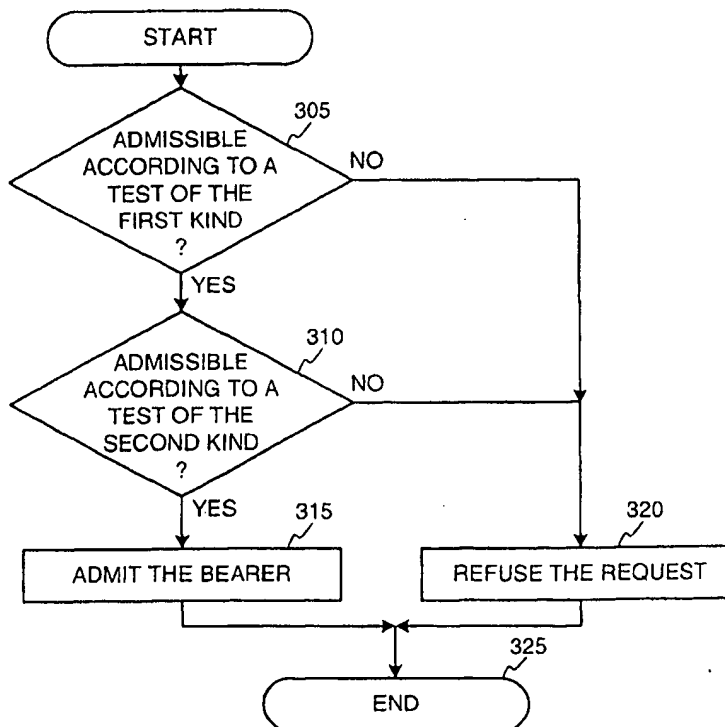 START
305
ADMISSIBLE
ACCORDING TO A
TEST OF THE
FIRST KIND
?
NO
YES
310
ADMISSIBLE
ACCORDING TO A
TEST OF THE
SECOND KIND
?
NO
YES
315
ADMIT THE BEARER
320
REFUSE THE REQUEST
325
END